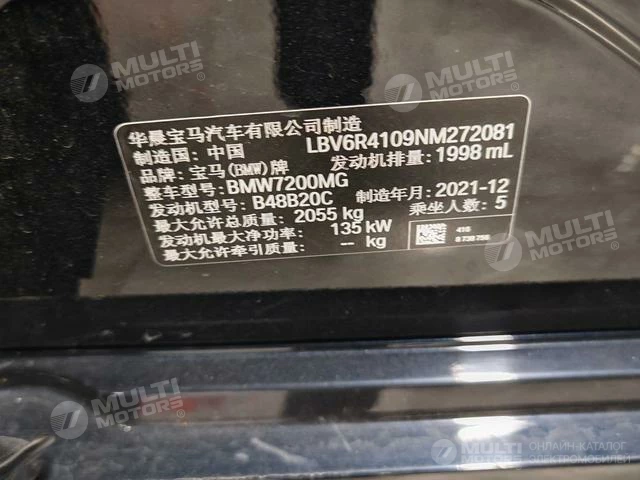 MULTI MOTORS®
MULTI MOTORS®
华晨宝马汽车有限公司制造
制造国：中国 LBV6R4109NM272081
品牌：宝马(BMW)牌 发动机排量：1998 mL
整车型号：BMW7200MG
发动机型号：B48B20C 制造年月：2021-12
最大允许总质量：2055 kg 乘坐人数：5
发动机最大净功率：135 kW
最大允许牵引质量：-- kg
416
MULTI MOTORS®
MULTI MOTORS®
MULTI
ОНЛАЙН-КАТАЛОГ
ЭЛЕКТРОМОБИЛЕЙ